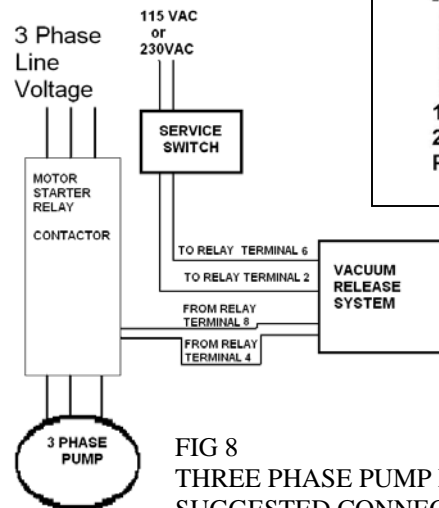 115 VAC
or
230VAC
3 Phase
Line
Voltage
SERVICE
SWITCH
MOTOR
STARTER
RELAY
CONTACTOR
TO RELAY TERMINAL 6
TO RELAY TERMINAL 2
FROM RELAY
TERMINAL 8
FROM RELAY
TERMINAL 4
VACUUM
RELEASE
SYSTEM
3 PHASE
PUMP
FIG 8
THREE PHASE PUMP